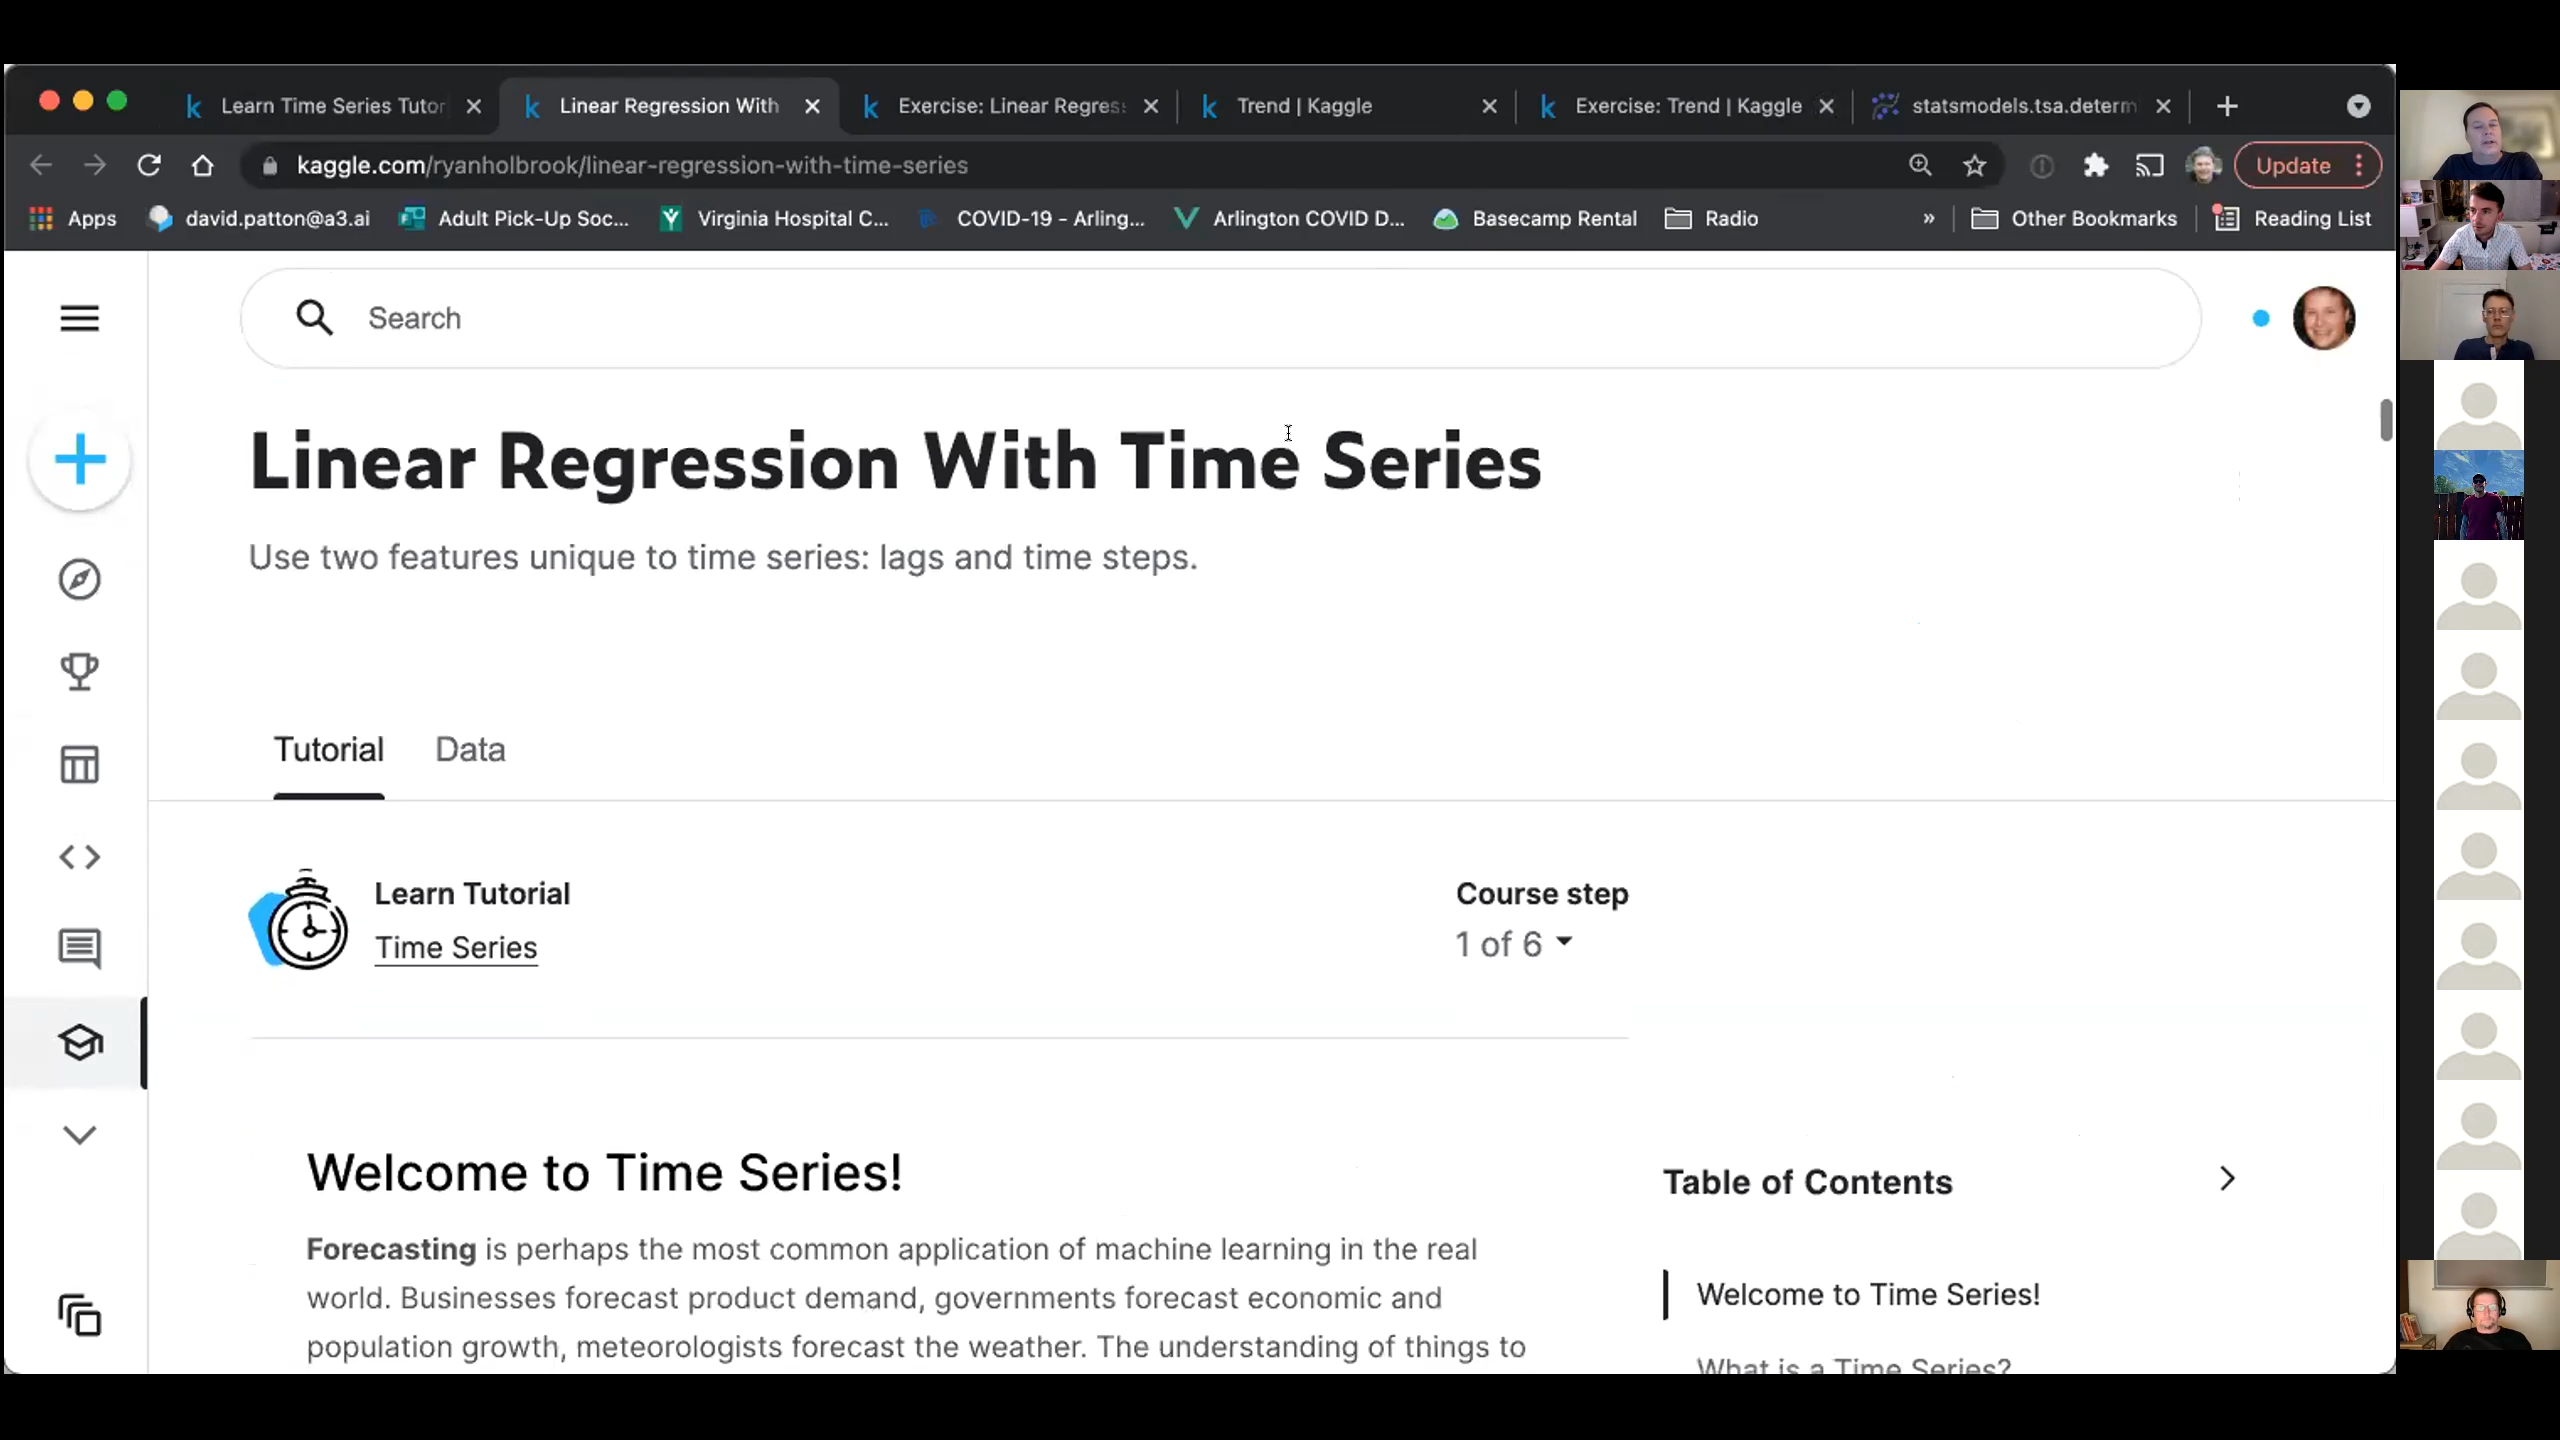 Learn Time Series Tutor
Linear Regression With
Exercise: Linear Regres
Trend | Kaggle
Exercise: Trend | Kaggle
statsmodels.tsa.determ
kaggle.com/ryanholbrook/linear-regression-with-time-series
Update
Apps
david.patton@a3.ai
Adult Pick-Up Soc...
Virginia Hospital C...
COVID-19 - Arling...
Arlington COVID D...
Basecamp Rental
Radio
»
Other Bookmarks
Reading List
Search
Linear Regression With Time Series
Use two features unique to time series: lags and time steps.
Tutorial
Data
Learn Tutorial
Time Series
Course step
1 of 6
Welcome to Time Series!
Forecasting is perhaps the most common application of machine learning in the real
world. Businesses forecast product demand, governments forecast economic and
population growth, meteorologists forecast the weather. The understanding of things to
Table of Contents
Welcome to Time Series!
What is a Time Series?